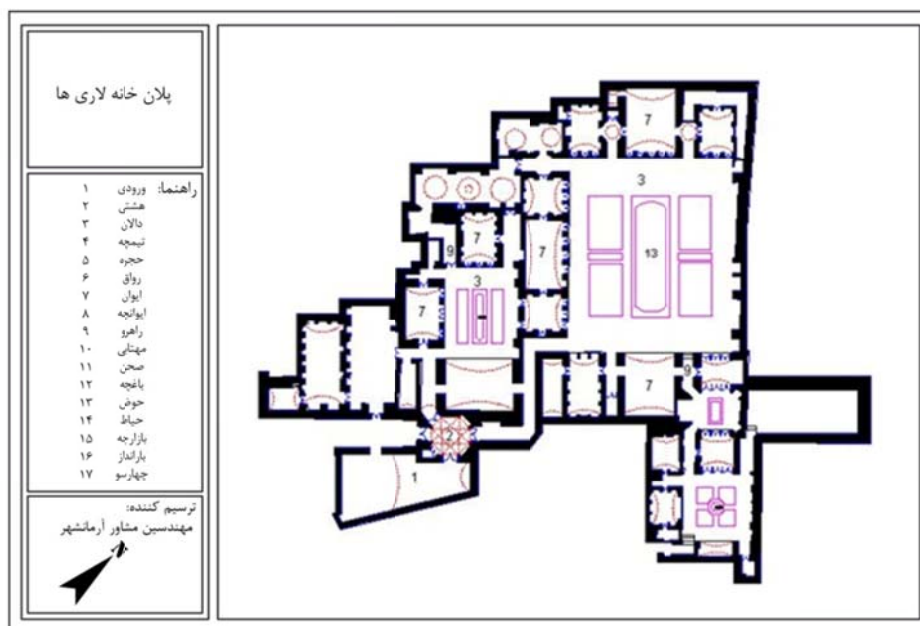 پلان خانه لاری ها
راهنما:
ورودی ۱
هشتی ۲
دالان ۳
تیمچه ۴
حجره ۵
رواق ۶
ایوان ۷
ایوانچه ۸
راهرو ۹
مهتابی ۱۰
صحن ۱۱
باغچه ۱۲
حوض ۱۳
حیاط ۱۴
بازارچه ۱۵
بارانداز ۱۶
چهارسو ۱۷
ترسیم کننده:
مهندسین مشاور آرمانشهر
7
3
7
9
7
13
3
7
7
9
2
1